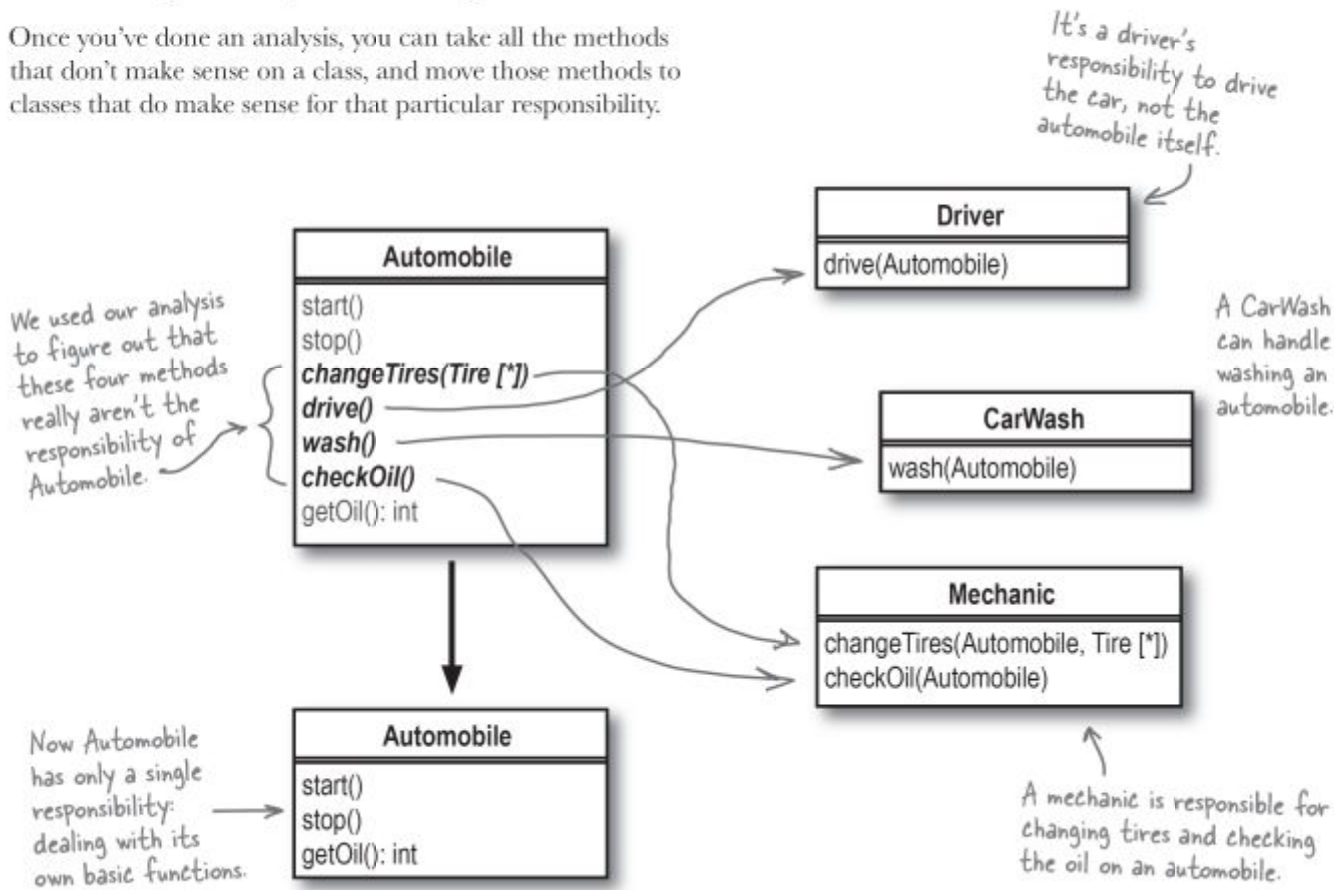 Once you've done an analysis, you can take all the methods
that don't make sense on a class, and move those methods to
classes that do make sense for that particular responsibility.
It's a driver's
responsibility to drive
the car, not the
automobile itself.
Driver
drive(Automobile)
Automobile
start()
stop()
changeTires(Tire [*])
drive()
wash()
checkOil()
getOil(): int
We used our analysis
to figure out that
these four methods
really aren't the
responsibility of
Automobile.
A CarWash
can handle
washing an
automobile.
CarWash
wash(Automobile)
Mechanic
changeTires(Automobile, Tire [*])
checkOil(Automobile)
Now Automobile
has only a single
responsibility:
dealing with its
own basic functions.
Automobile
start()
stop()
getOil(): int
A mechanic is responsible for
changing tires and checking
the oil on an automobile.